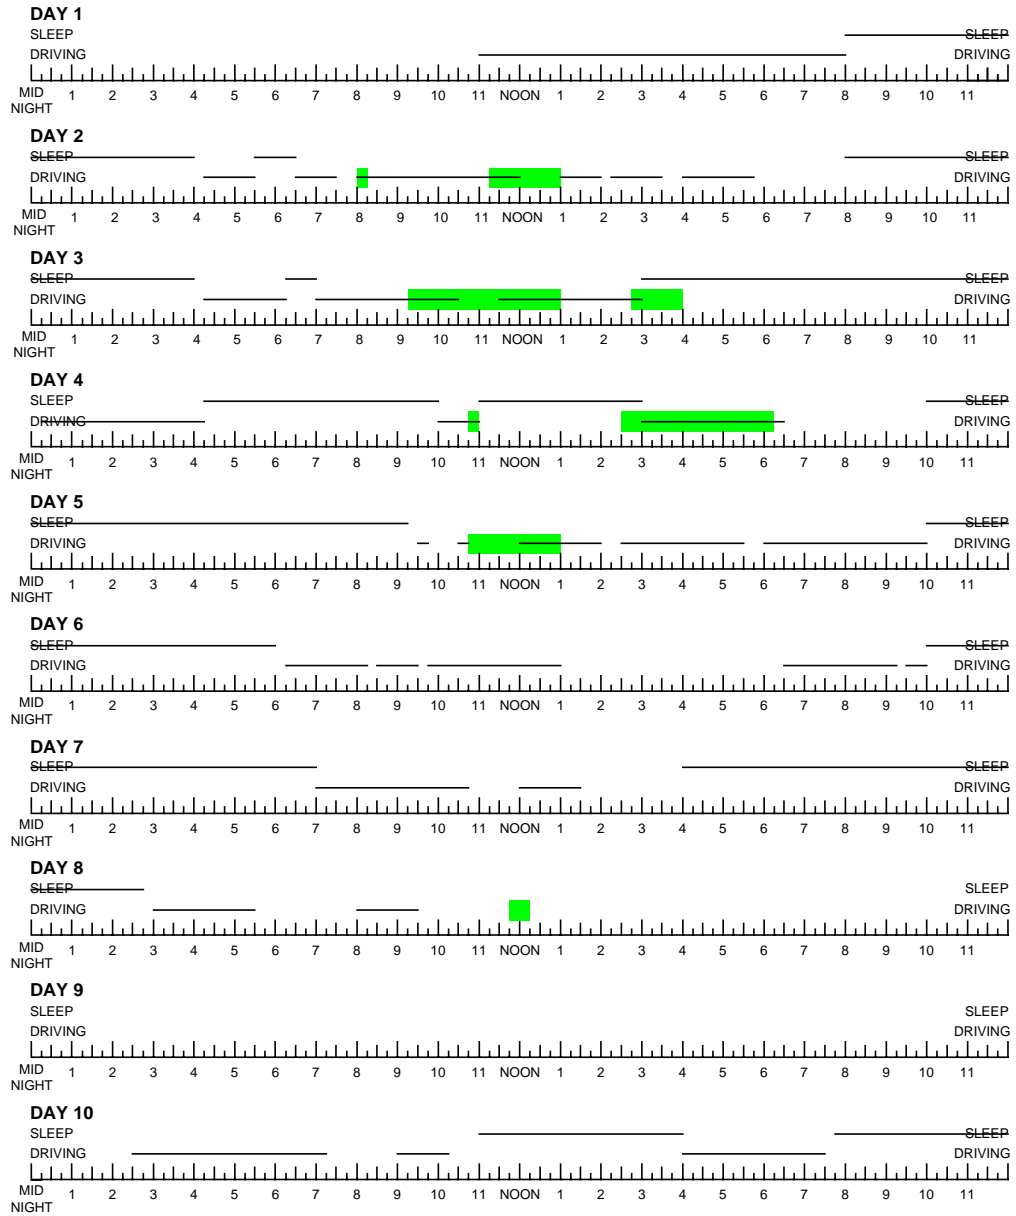 DAY 1
SLEEP SLEEP
DRIVING DRIVING
MID 1 2 3 4 5 6 7 8 9 10 11 NOON 1 2 3 4 5 6 7 8 9 10 11
NIGHT
DAY 2
SLEEP SLEEP
DRIVING DRIVING
MID 1 2 3 4 5 6 7 8 9 10 11 NOON 1 2 3 4 5 6 7 8 9 10 11
NIGHT
DAY 3
SLEEP SLEEP
DRIVING DRIVING
MID 1 2 3 4 5 6 7 8 9 10 11 NOON 1 2 3 4 5 6 7 8 9 10 11
NIGHT
DAY 4
SLEEP SLEEP
DRIVING DRIVING
MID 1 2 3 4 5 6 7 8 9 10 11 NOON 1 2 3 4 5 6 7 8 9 10 11
NIGHT
DAY 5
SLEEP SLEEP
DRIVING DRIVING
MID 1 2 3 4 5 6 7 8 9 10 11 NOON 1 2 3 4 5 6 7 8 9 10 11
NIGHT
DAY 6
SLEEP SLEEP
DRIVING DRIVING
MID 1 2 3 4 5 6 7 8 9 10 11 NOON 1 2 3 4 5 6 7 8 9 10 11
NIGHT
DAY 7
SLEEP SLEEP
DRIVING DRIVING
MID 1 2 3 4 5 6 7 8 9 10 11 NOON 1 2 3 4 5 6 7 8 9 10 11
NIGHT
DAY 8
SLEEP SLEEP
DRIVING DRIVING
MID 1 2 3 4 5 6 7 8 9 10 11 NOON 1 2 3 4 5 6 7 8 9 10 11
NIGHT
DAY 9
SLEEP SLEEP
DRIVING DRIVING
MID 1 2 3 4 5 6 7 8 9 10 11 NOON 1 2 3 4 5 6 7 8 9 10 11
NIGHT
DAY 10
SLEEP SLEEP
DRIVING DRIVING
MID 1 2 3 4 5 6 7 8 9 10 11 NOON 1 2 3 4 5 6 7 8 9 10 11
NIGHT